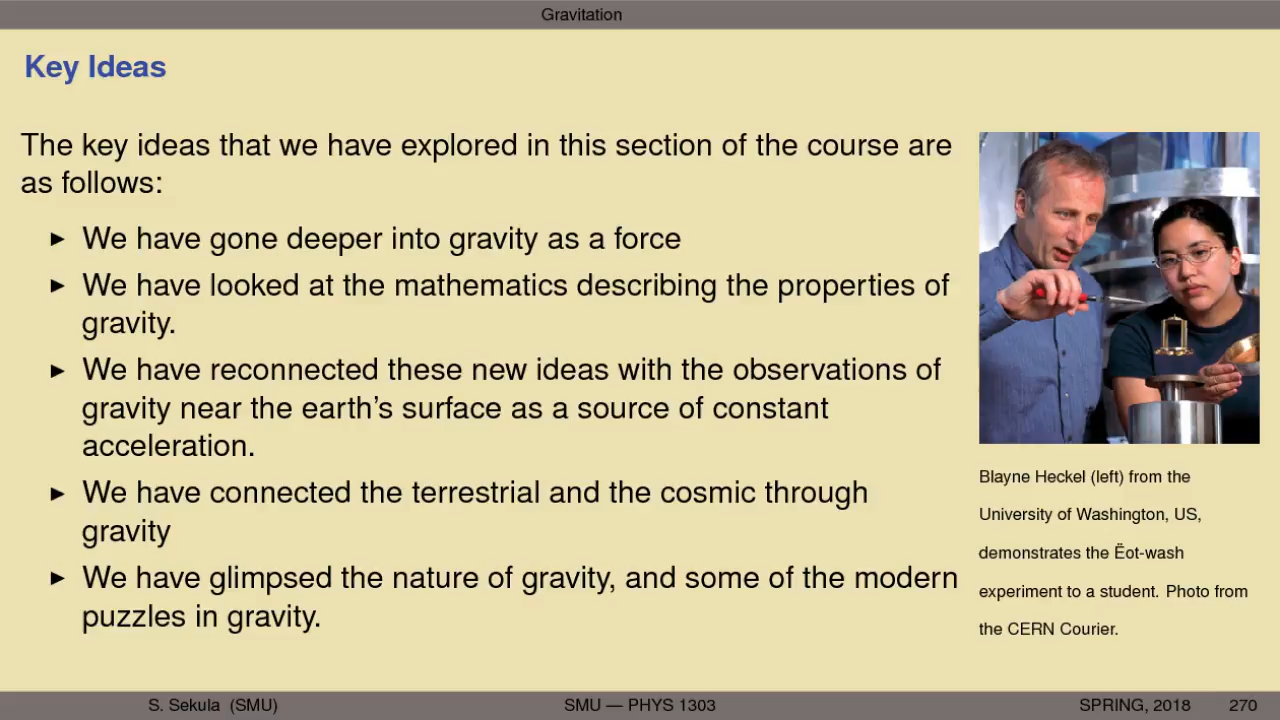 Gravitation
Key Ideas
The key ideas that we have explored in this section of the course are
as follows:
▶ We have gone deeper into gravity as a force
▶ We have looked at the mathematics describing the properties of
gravity.
▶ We have reconnected these new ideas with the observations of
gravity near the earth's surface as a source of constant
acceleration.
▶ We have connected the terrestrial and the cosmic through
gravity
▶ We have glimpsed the nature of gravity, and some of the modern
puzzles in gravity.
Blayne Heckel (left) from the
University of Washington, US,
demonstrates the Ëot-wash
experiment to a student. Photo from
the CERN Courier.
S. Sekula (SMU) SMU — PHYS 1303 SPRING, 2018 270